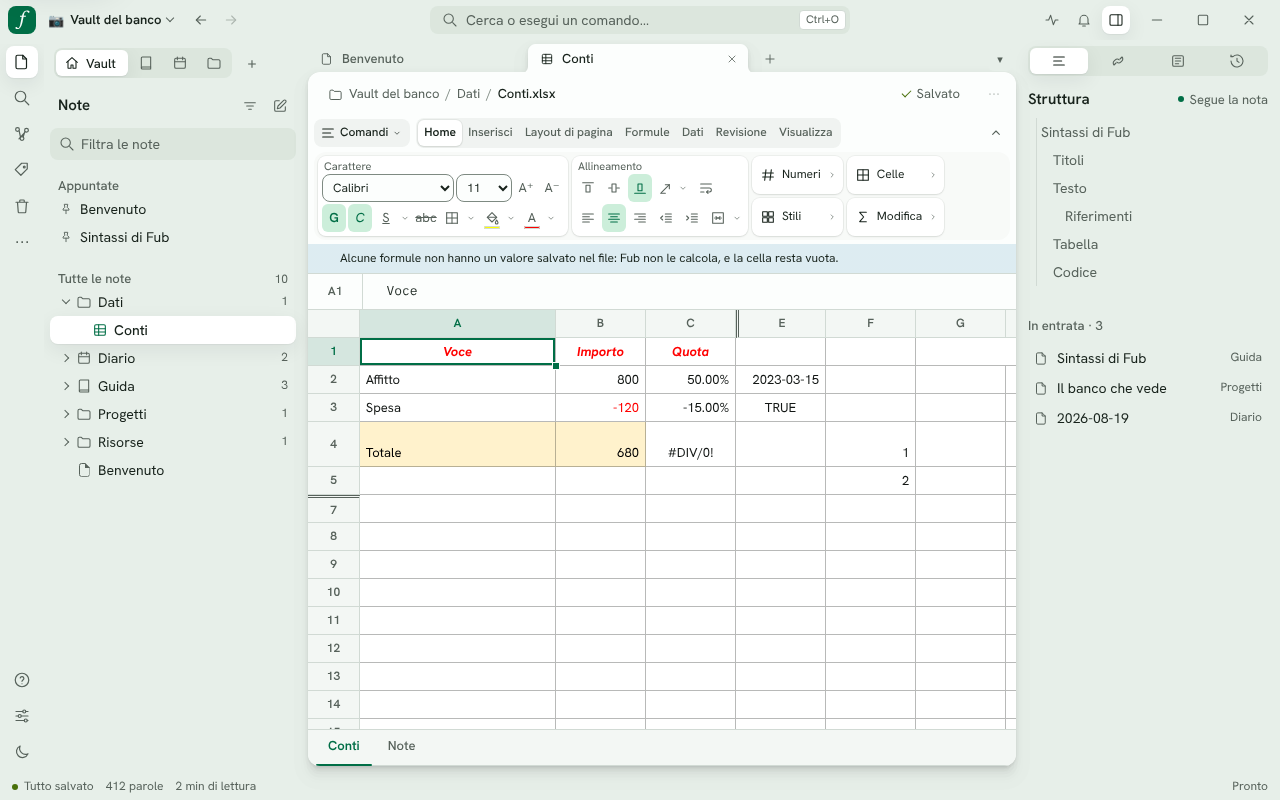 f Vault del banco Cerca o esegui un comando... Ctrl+O
Vault
Note
Filtra le note
Appuntate
Benvenuto
Sintassi di Fub
Tutte le note 10
Dati 1
Conti
Diario 2
Guida 3
Progetti 1
Risorse 1
Benvenuto
Benvenuto Conti
Vault del banco / Dati / Conti.xlsx Salvato
Comandi Home Inserisci Layout di pagina Formule Dati Revisione Visualizza
Carattere Allineamento
Calibri 11 A⁺ A⁻ Numeri Celle
G C S abc A Stili Modifica
Alcune formule non hanno un valore salvato nel file: Fub non le calcola, e la cella resta vuota.
A1 Voce
A B C E F G
1 Voce Importo Quota
2 Affitto 800 50.00% 2023-03-15
3 Spesa -120 -15.00% TRUE
4 Totale 680 #DIV/0! 1
5 2
7
8
9
10
11
12
13
14
Conti Note
Struttura Segue la nota
Sintassi di Fub
Titoli
Testo
Riferimenti
Tabella
Codice
In entrata · 3
Sintassi di Fub Guida
Il banco che vede Progetti
2026-08-19 Diario
Tutto salvato 412 parole 2 min di lettura Pronto